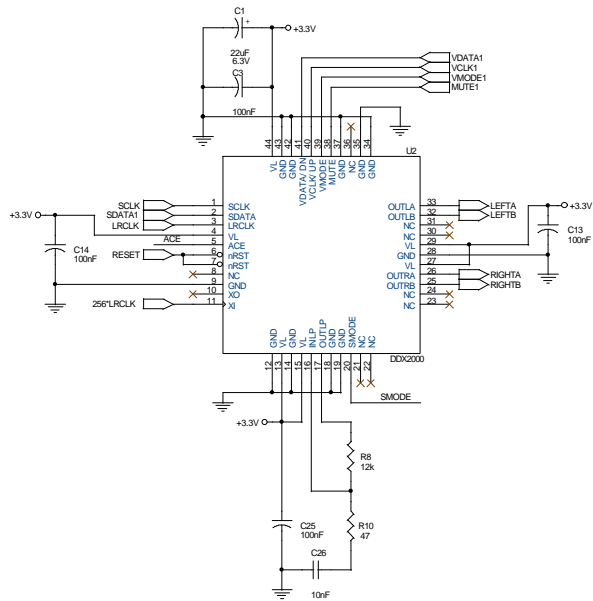 C1
+
+3.3V
22uF
6.3V
C3
100nF
VDATA1
VCLK1
VMODE1
MUTE1
44
43
42
41
40
39
38
37
36
35
34
VL
GND
GND
VDATA/ DN
VCLK/ UP
VMODE
MUTE
GND
NC
GND
GND
U2
SCLK 1 SCLK
SDATA1 2 SDATA
LRCLK 3 LRCLK
+3.3V
4 VL
ACE 5 ACE
RESET 6 nRST
7 nRST
8 NC
9 GND
10 XO
256*LRCLK 11 XI
C14
100nF
OUTLA 33 LEFTA
OUTLB 32 LEFTB
NC 31
NC 30
VL 29
GND 28
VL 27
OUTRA 26 RIGHTA
OUTRB 25 RIGHTB
NC 24
NC 23
+3.3V
C13
100nF
GND
VL
GND
VL
INLP
OUTLP
GND
GND
SMODE
NC
NC
DDX2000
12
13
14
15
16
17
18
19
20
21
22
SMODE
+3.3V
R8
12k
R10
47
C25
100nF
C26
10nF